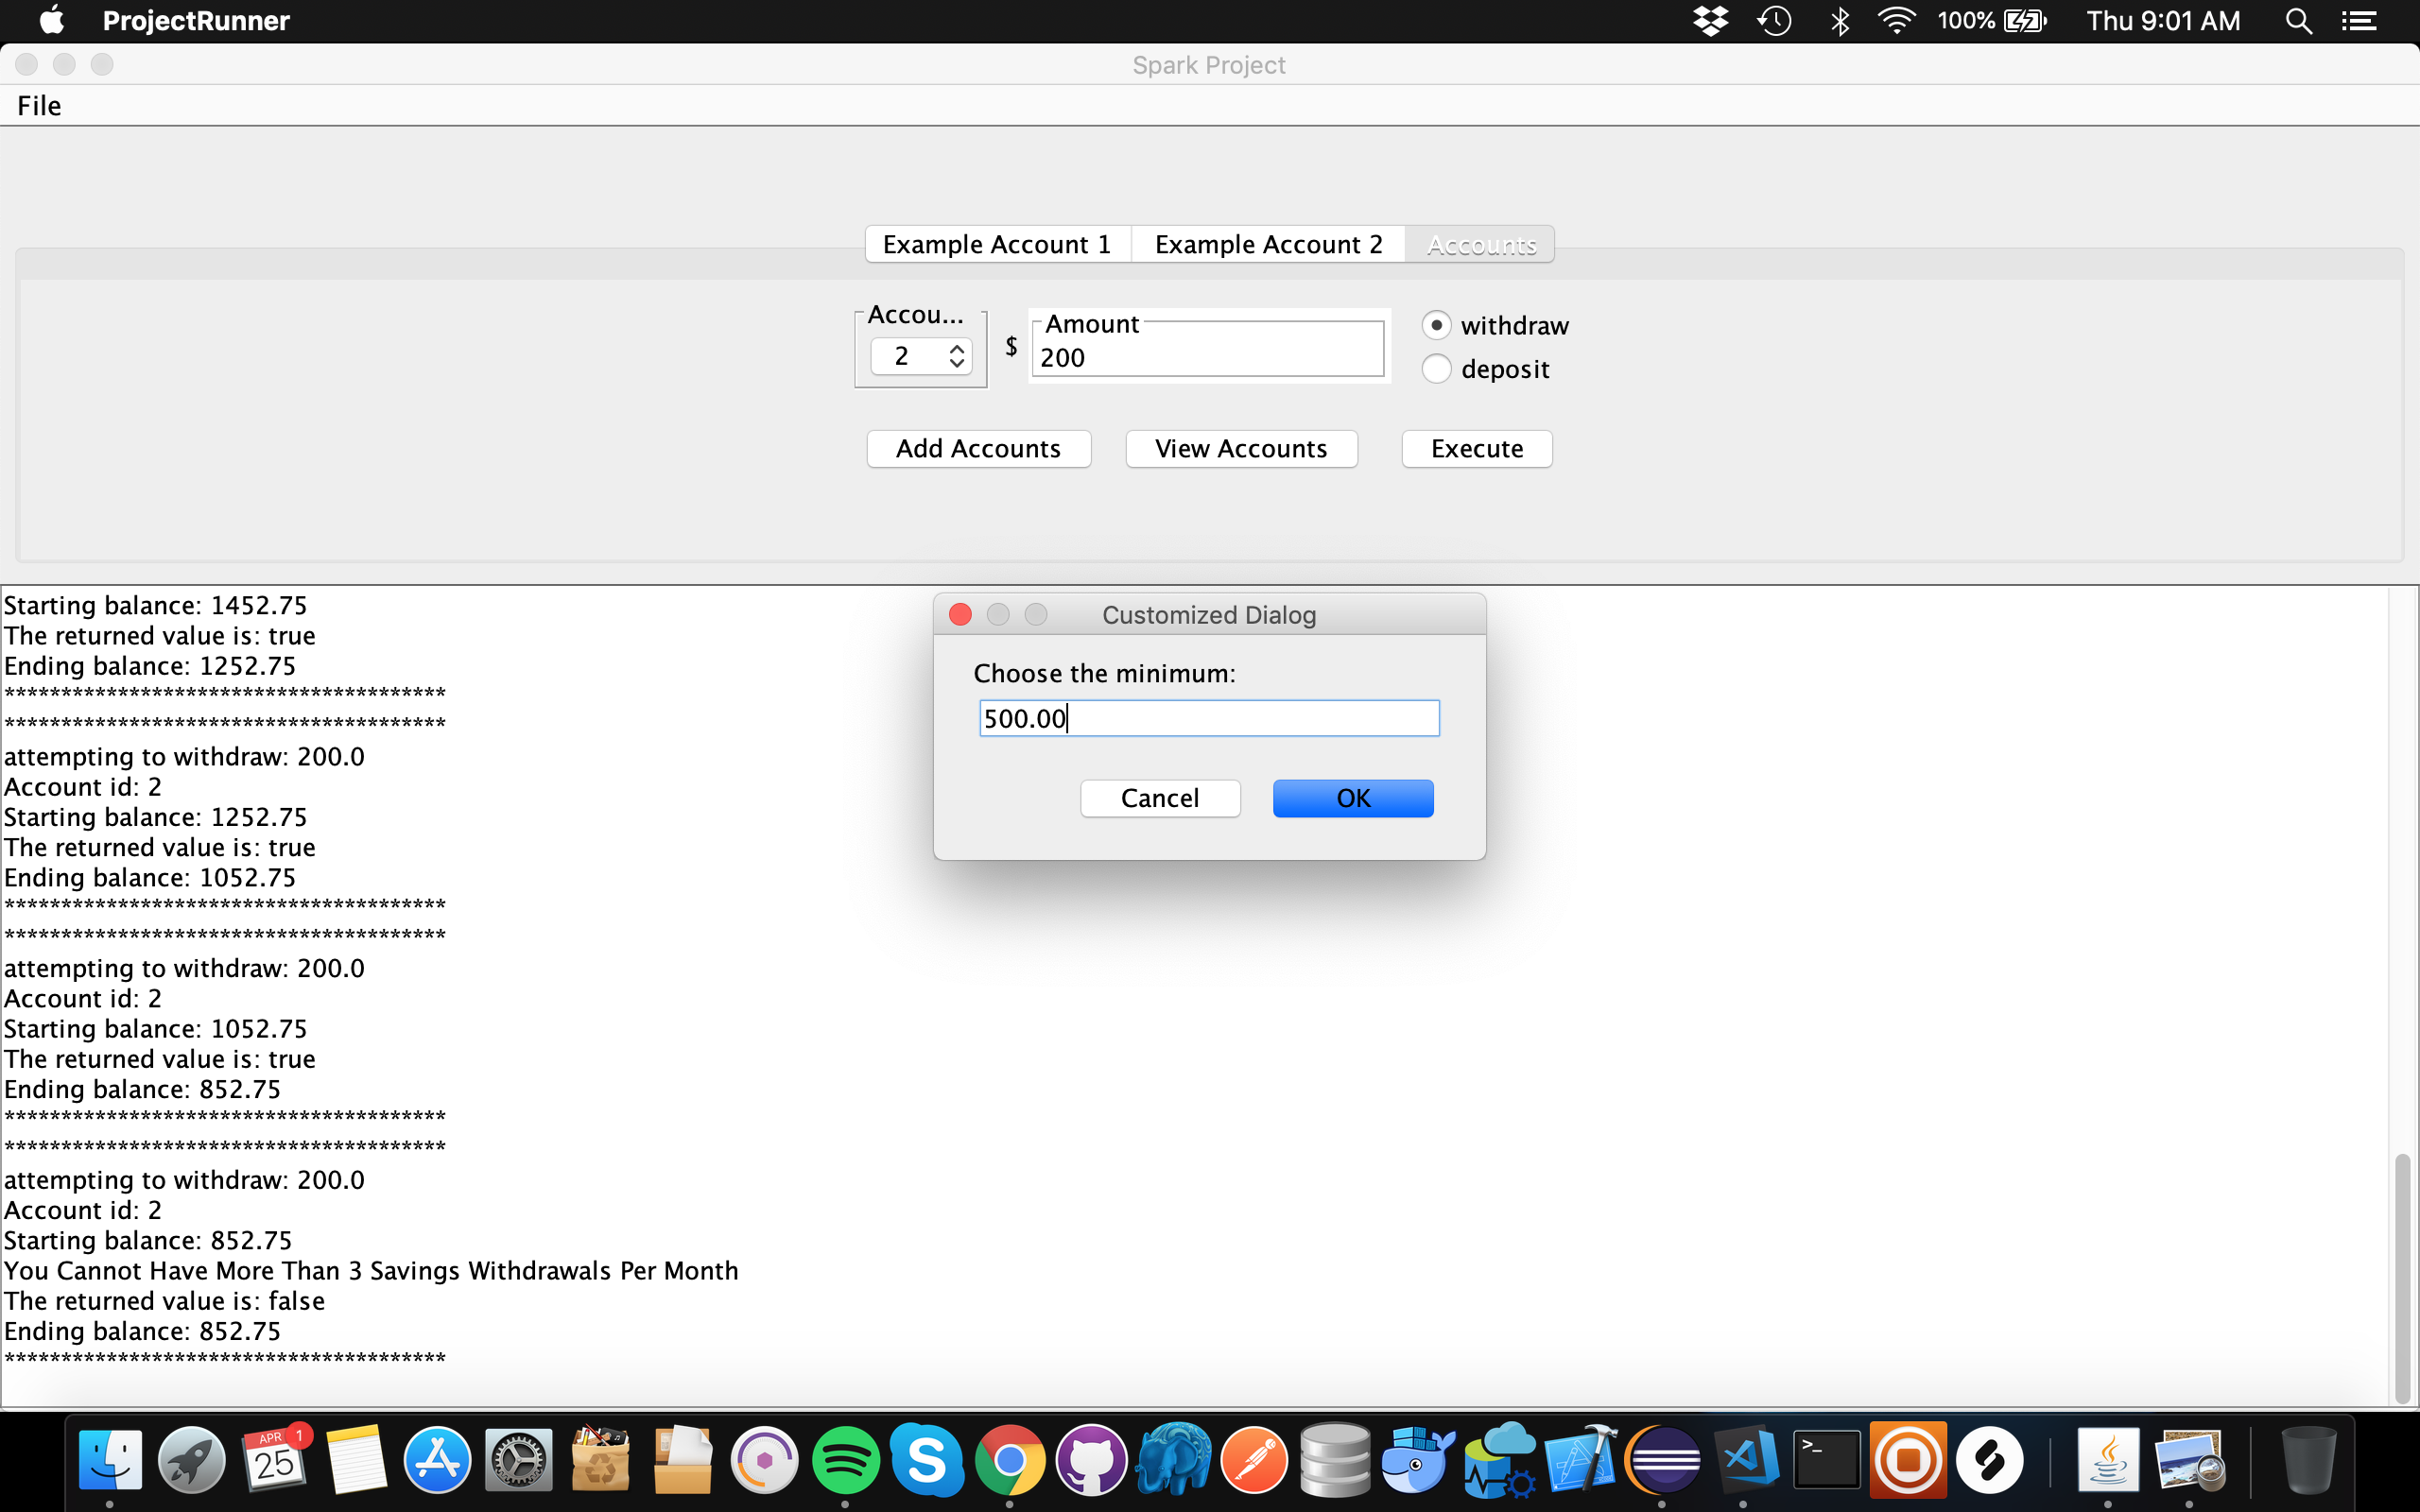 ProjectRunner
100%
Thu 9:01 AM
Spark Project
File
Example Account 1
Example Account 2
Accounts
Accou...
2
$
Amount
200
withdraw
deposit
Add Accounts
View Accounts
Execute
Starting balance: 1452.75
The returned value is: true
Ending balance: 1252.75
***************************************
***************************************
attempting to withdraw: 200.0
Account id: 2
Starting balance: 1252.75
The returned value is: true
Ending balance: 1052.75
***************************************
***************************************
attempting to withdraw: 200.0
Account id: 2
Starting balance: 1052.75
The returned value is: true
Ending balance: 852.75
***************************************
***************************************
attempting to withdraw: 200.0
Account id: 2
Starting balance: 852.75
You Cannot Have More Than 3 Savings Withdrawals Per Month
The returned value is: false
Ending balance: 852.75
***************************************
Customized Dialog
Choose the minimum:
500.00
Cancel
OK
APR
1
25
>_